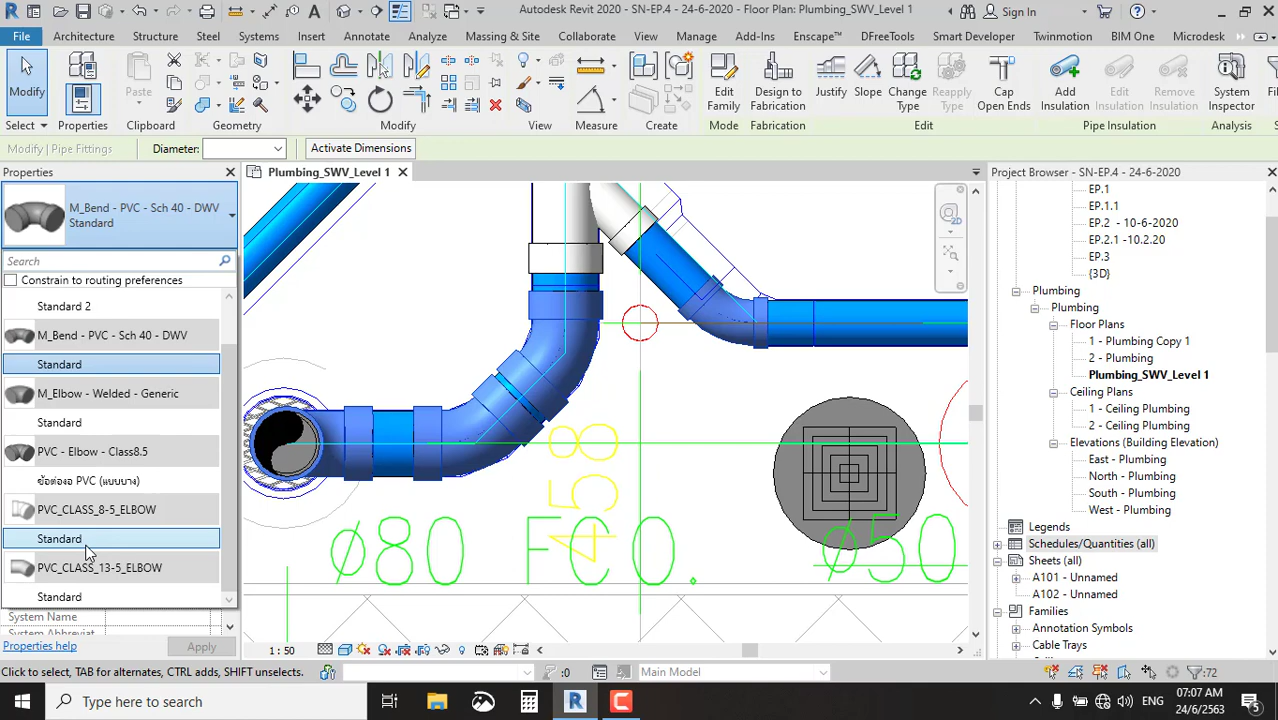 Autodesk Revit 2020 - SN-EP.4 - 24-6-2020 - Floor Plan: Plumbing_SWV_Level 1
Sign In
File Architecture Structure Steel Systems Insert Annotate Analyze Massing & Site Collaborate View Manage Add-Ins Enscape™ DFreeTools Smart Developer Twinmotion BIM One Microdesk
Modify
Paste
Edit Family
Design to Fabrication
Justify
Slope
Change Type
Reapply Type
Cap Open Ends
Add Insulation
Edit Insulation
Remove Insulation
System Inspector
Select Properties Clipboard Geometry Modify View Measure Create Mode Fabrication Edit Pipe Insulation Analysis
Modify | Pipe Fittings Diameter: Activate Dimensions
Properties
M_Bend - PVC - Sch 40 - DWV
Standard
Search
Constrain to routing preferences
Standard 2
M_Bend - PVC - Sch 40 - DWV
Standard
M_Elbow - Welded - Generic
Standard
PVC - Elbow - Class8.5
ข้อต่องอ PVC (แบบบาง)
PVC_CLASS_8-5_ELBOW
Standard
PVC_CLASS_13-5_ELBOW
Standard
System Name
System Abbreviat
Properties help
Apply
Plumbing_SWV_Level 1
2D
458
Ø80 FC0.
Ø50
Project Browser - SN-EP.4 - 24-6-2020
EP.1
EP.1.1
EP.2 - 10-6-2020
EP.2.1 -10.2.20
EP.3
{3D}
Plumbing
Plumbing
Floor Plans
1 - Plumbing Copy 1
2 - Plumbing
Plumbing_SWV_Level 1
Ceiling Plans
1 - Ceiling Plumbing
2 - Ceiling Plumbing
Elevations (Building Elevation)
East - Plumbing
North - Plumbing
South - Plumbing
West - Plumbing
Legends
Schedules/Quantities (all)
Sheets (all)
A101 - Unnamed
A102 - Unnamed
Families
Annotation Symbols
Cable Trays
1 : 50
Click to select, TAB for alternates, CTRL adds, SHIFT unselects.
:0
Main Model
:72
Type here to search
ENG
07:07 AM
24/6/2563
5